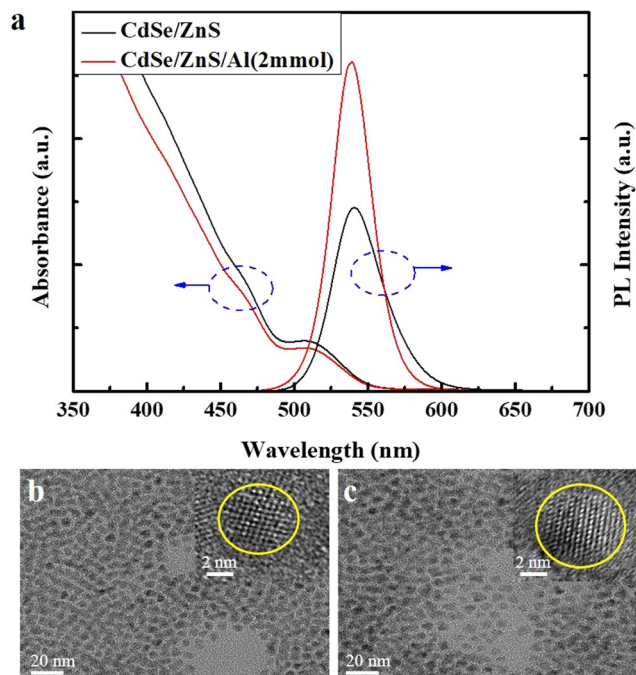 a
CdSe/ZnS
CdSe/ZnS/Al(2mmol)
Absorbance (a.u.)
PL Intensity (a.u.)
350 400 450 500 550 600 650 700
Wavelength (nm)
b
2 nm
20 nm
c
2 nm
20 nm